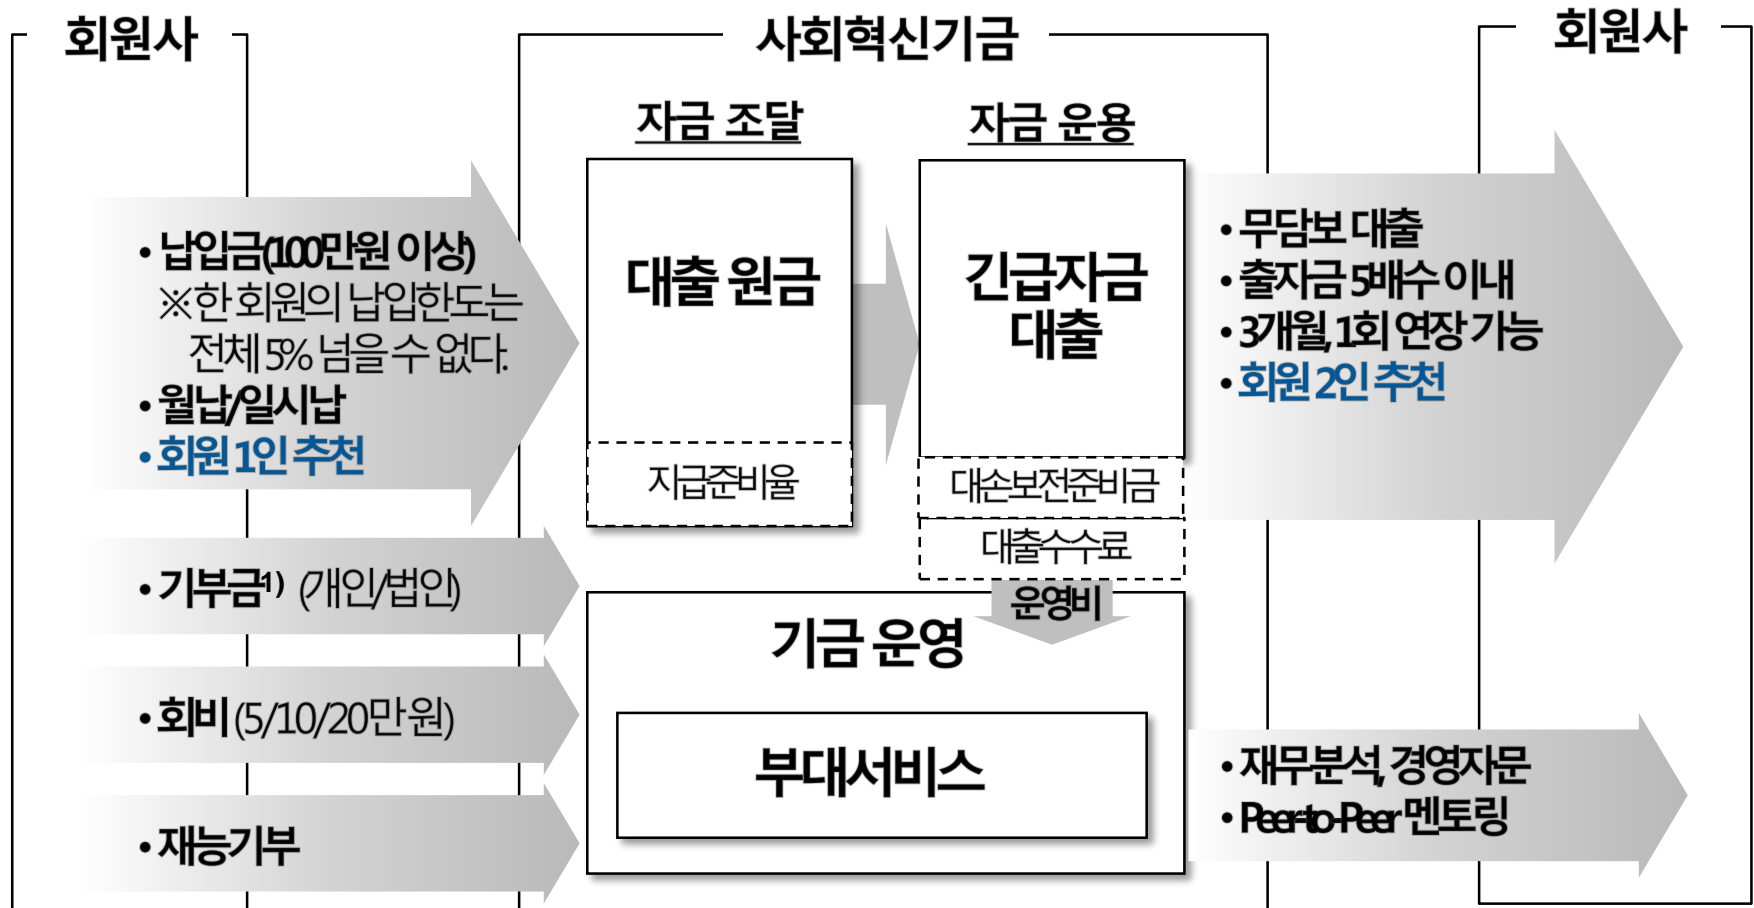 회원사
사회혁신기금
회원사
자금 조달
자금 운용
• 납입금(100만원 이상)
※한 회원의 납입한도는
전체 5% 넘을 수 없다.
• 월납/일시납
• 회원 1인 추천
대출 원금
지급준비율
긴급자금
대출
대손보전준비금
대출수수료
운영비
• 무담보 대출
• 출자금 5배수 이내
• 3개월, 1회 연장 가능
• 회원 2인 추천
• 기부금1) (개인/법인)
• 회비 (5/10/20만원)
• 재능기부
기금 운영
부대서비스
• 재무분석, 경영자문
• Peer-to-Peer 멘토링